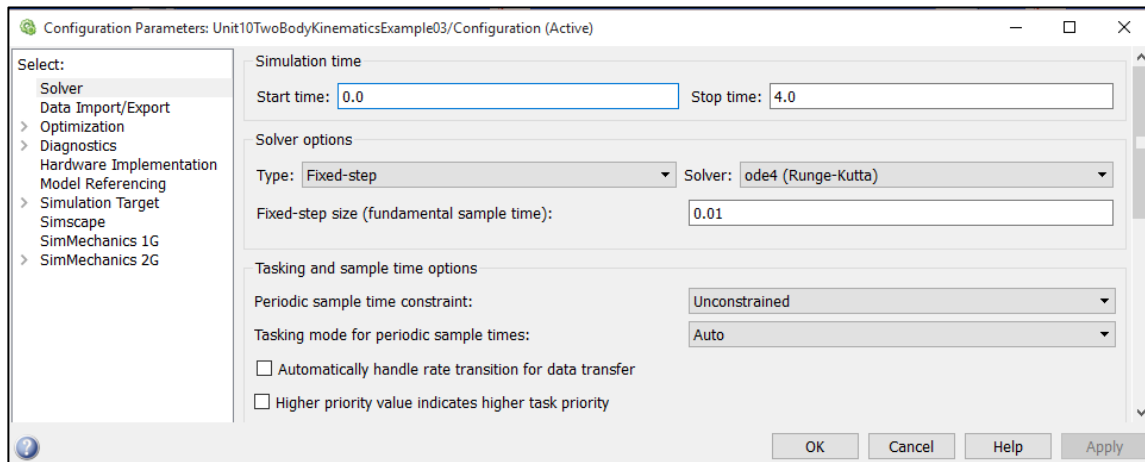 Configuration Parameters: Unit10TwoBodyKinematicsExample03/Configuration (Active)
Select:
Solver
Data Import/Export
Optimization
Diagnostics
Hardware Implementation
Model Referencing
Simulation Target
Simscape
SimMechanics 1G
SimMechanics 2G
Simulation time
Start time: 0.0 Stop time: 4.0
Solver options
Type: Fixed-step Solver: ode4 (Runge-Kutta)
Fixed-step size (fundamental sample time): 0.01
Tasking and sample time options
Periodic sample time constraint: Unconstrained
Tasking mode for periodic sample times: Auto
Automatically handle rate transition for data transfer
Higher priority value indicates higher task priority
? OK Cancel Help Apply